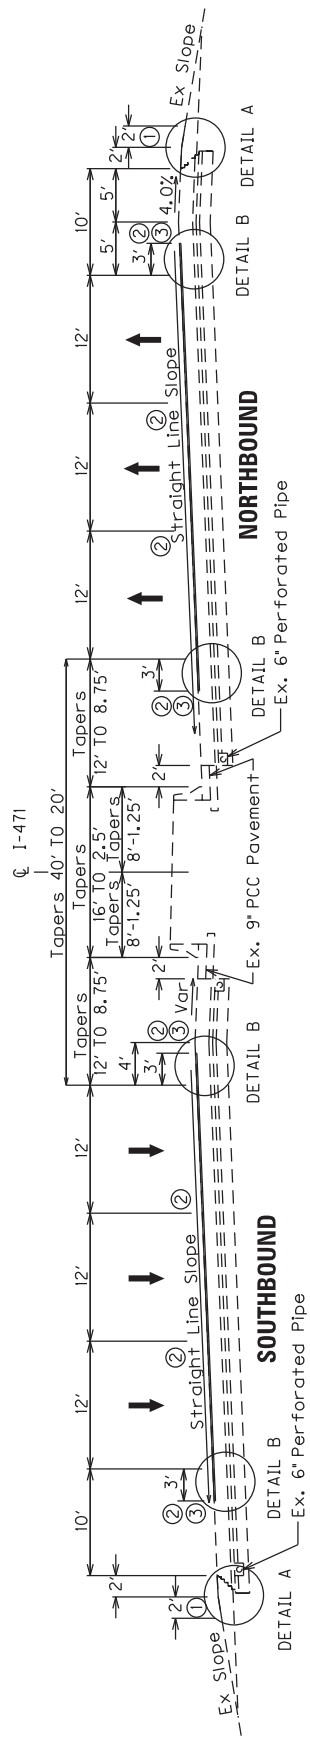 ℄ I-471
Tapers 40' TO 20'
Tapers
12' TO 8.75'
Tapers
16' TO 2.5'
Tapers
12' TO 8.75'
Tapers
8'-1.25'
8'-1.25'
10'
12'
12'
12'
12'
12'
12'
10'
5'
5'
2'
2'
①
3'
②
③
②
②
4'
3'
②
③
Var
2'
2'
3'
②
③
②
②
3'
②
③
4.0%
2'
2'
①
Ex Slope
Straight Line Slope
Straight Line Slope
Ex Slope
DETAIL A
DETAIL B
DETAIL B
DETAIL B
DETAIL B
DETAIL A
Ex. 6" Perforated Pipe
SOUTHBOUND
Ex. 9" PCC Pavement
Ex. 6" Perforated Pipe
NORTHBOUND